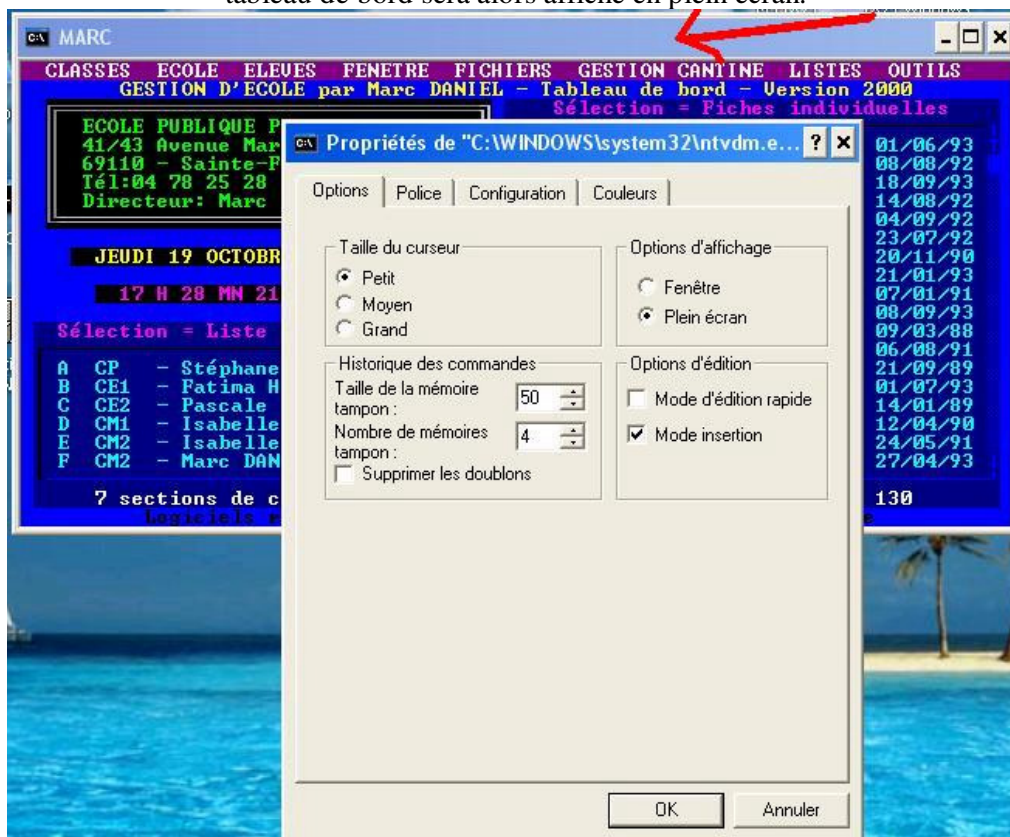 tableau de bord sera alors affiché en plein écran.
MARC
CLASSES ECOLE ELEVES FENETRE FICHIERS GESTION CANTINE LISTES OUTILS
GESTION D'ECOLE par Marc DANIEL - Tableau de bord - Version 2000
Sélection = Fiches individuelles
ECOLE PUBLIQUE P
41/43 Avenue Mar
69110 - Sainte-F
Tél:04 78 25 28
Directeur: Marc
JEUDI 19 OCTOBR
17 H 28 MN 21
Sélection = Liste
A CP - Stéphane
B CE1 - Fatima H
C CE2 - Pascale
D CM1 - Isabelle
E CM2 - Isabelle
F CM2 - Marc DAN
7 sections de c
Logiciels
01/06/93
08/08/92
18/09/93
14/08/92
04/09/92
23/07/92
20/11/90
21/01/93
07/01/91
08/09/93
09/03/88
06/08/91
21/09/89
01/07/93
14/01/89
12/04/90
24/05/91
27/04/93
130
Propriétés de "C:\WINDOWS\system32\ntvdm.e...
Options Police Configuration Couleurs
Taille du curseur
Petit
Moyen
Grand
Options d'affichage
Fenêtre
Plein écran
Historique des commandes
Taille de la mémoire
tampon : 50
Nombre de mémoires
tampon : 4
Supprimer les doublons
Options d'édition
Mode d'édition rapide
Mode insertion
OK Annuler